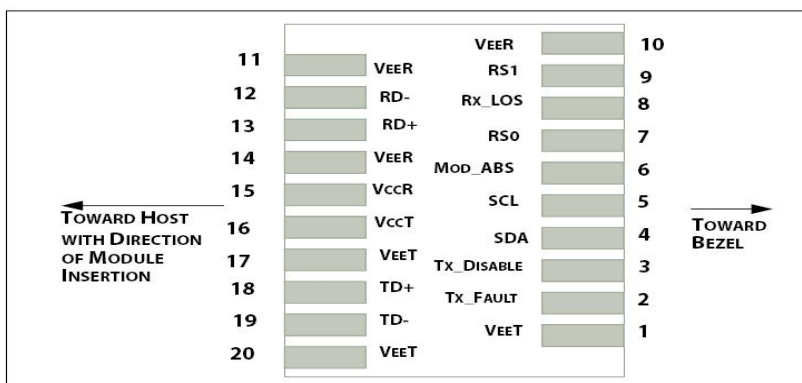 11 VEER
12 RD-
13 RD+
14 VEER
15 VCCR
16 VCCT
17 VEET
18 TD+
19 TD-
20 VEET
TOWARD HOST
WITH DIRECTION
OF MODULE
INSERTION
VEER 10
RS1 9
RX_LOS 8
RS0 7
MOD_ABS 6
SCL 5
SDA 4
TX_DISABLE 3
TX_FAULT 2
VEET 1
TOWARD
BEZEL